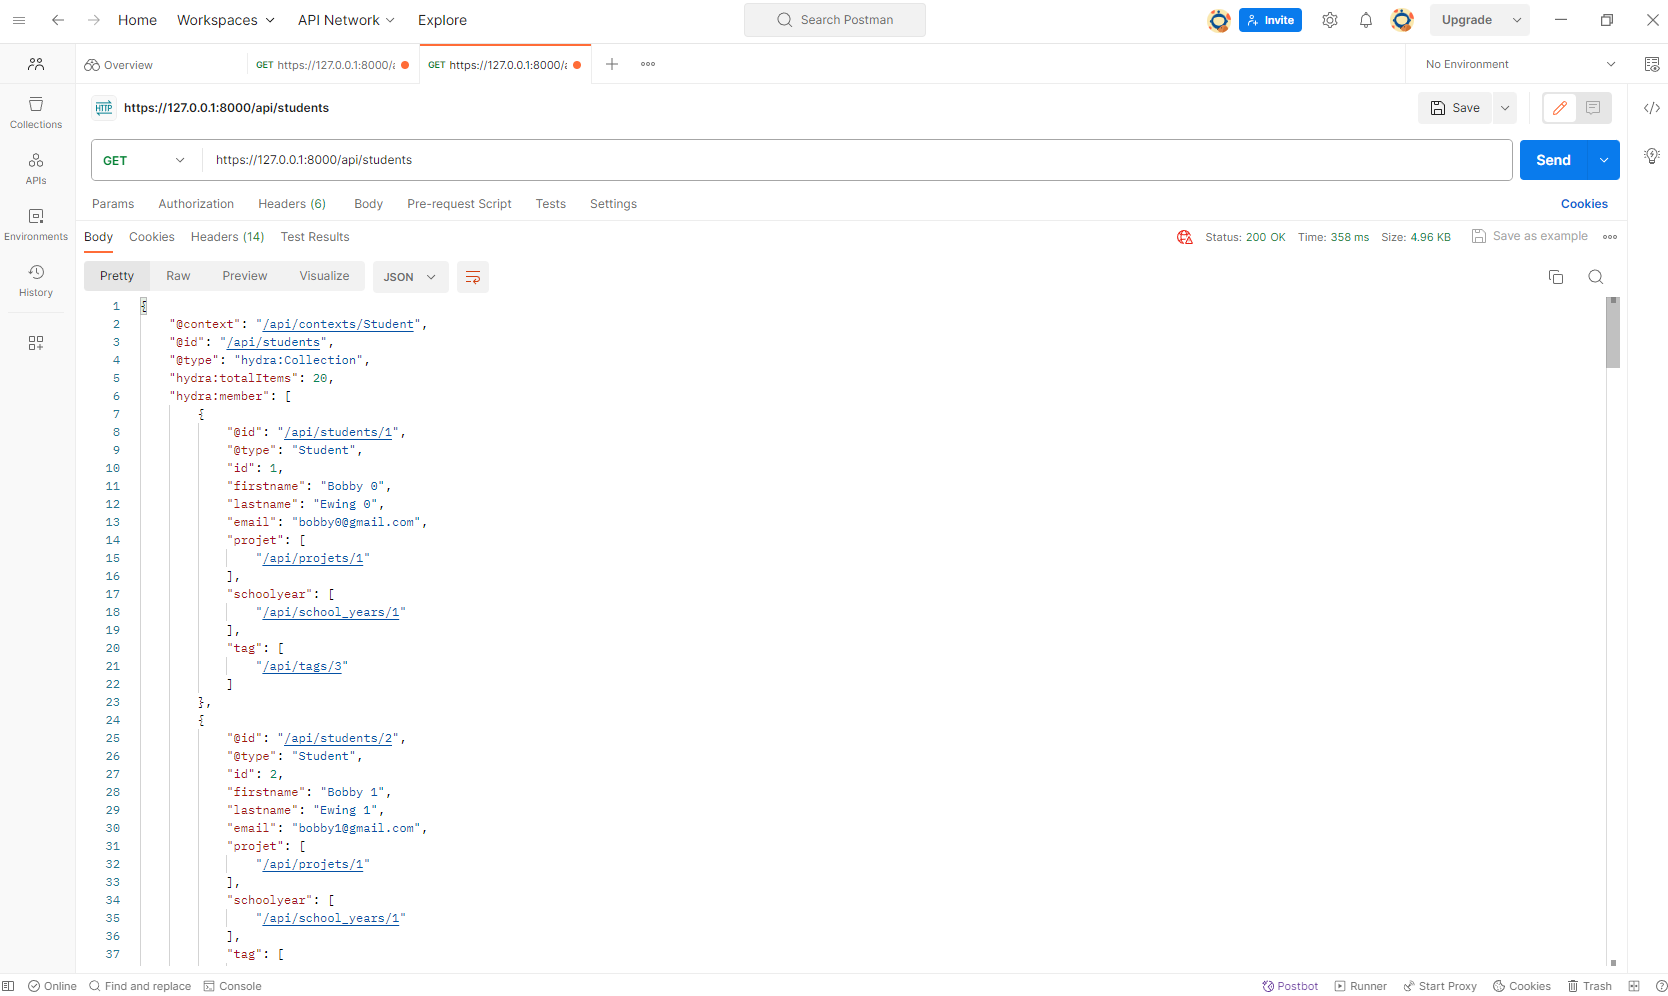 Home Workspaces API Network Explore Search Postman Invite Upgrade
Overview GET https://127.0.0.1:8000/a GET https://127.0.0.1:8000/a No Environment
HTTP https://127.0.0.1:8000/api/students Save
Collections
GET https://127.0.0.1:8000/api/students Send
APIs
Params Authorization Headers (6) Body Pre-request Script Tests Settings Cookies
Environments
Body Cookies Headers (14) Test Results Status: 200 OK Time: 358 ms Size: 4.96 KB Save as example
Pretty Raw Preview Visualize JSON
History
1 {
2 "@context": "/api/contexts/Student",
3 "@id": "/api/students",
4 "@type": "hydra:Collection",
5 "hydra:totalItems": 20,
6 "hydra:member": [
7 {
8 "@id": "/api/students/1",
9 "@type": "Student",
10 "id": 1,
11 "firstname": "Bobby 0",
12 "lastname": "Ewing 0",
13 "email": "bobby0@gmail.com",
14 "projet": [
15 "/api/projets/1"
16 ],
17 "schoolyear": [
18 "/api/school_years/1"
19 ],
20 "tag": [
21 "/api/tags/3"
22 ]
23 },
24 {
25 "@id": "/api/students/2",
26 "@type": "Student",
27 "id": 2,
28 "firstname": "Bobby 1",
29 "lastname": "Ewing 1",
30 "email": "bobby1@gmail.com",
31 "projet": [
32 "/api/projets/1"
33 ],
34 "schoolyear": [
35 "/api/school_years/1"
36 ],
37 "tag": [
Online Find and replace Console Postbot Runner Start Proxy Cookies Trash